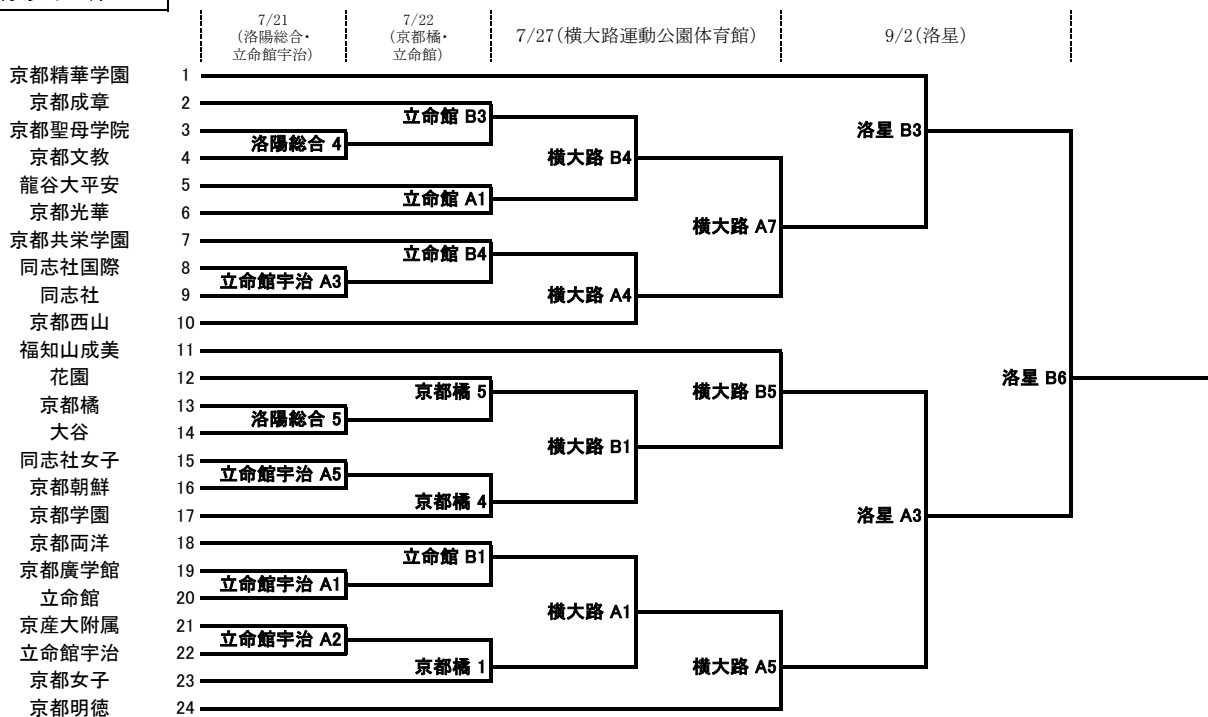 7/21
(洛陽総合・
立命館宇治)
7/22
(京都橘・
立命館)
7/27(横大路運動公園体育館)
9/2(洛星)
京都精華学園 1
京都成章 2
立命館 B3
京都聖母学院 3
洛陽総合 4
洛星 B3
京都文教 4
横大路 B4
龍谷大平安 5
立命館 A1
京都光華 6
横大路 A7
京都共栄学園 7
立命館 B4
同志社国際 8
立命館宇治 A3
同志社 9
横大路 A4
京都西山 10
福知山成美 11
花園 12
京都橘 5
横大路 B5
洛星 B6
京都橘 13
洛陽総合 5
大谷 14
横大路 B1
同志社女子 15
立命館宇治 A5
京都朝鮮 16
京都橘 4
京都学園 17
洛星 A3
京都両洋 18
立命館 B1
京都廣学館 19
立命館宇治 A1
立命館 20
横大路 A1
京産大附属 21
立命館宇治 A2
立命館宇治 22
京都橘 1
横大路 A5
京都女子 23
京都明徳 24